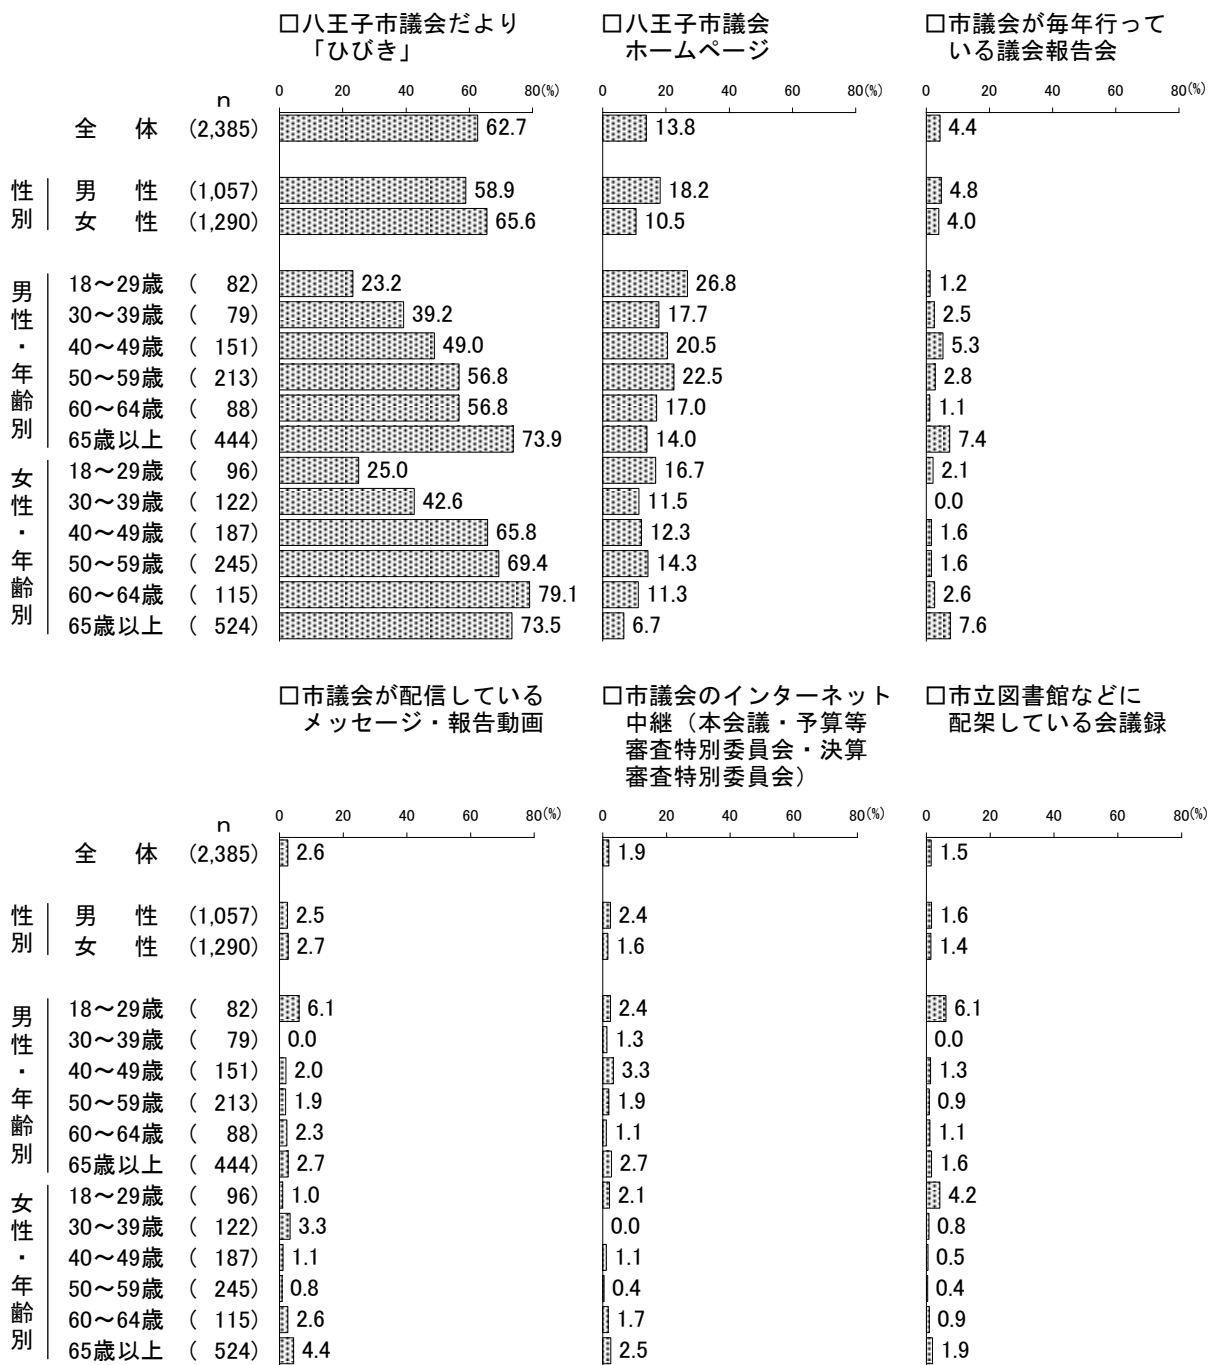 □八王子市議会だより 「ひびき」
□八王子市議会 ホームページ
□市議会が毎年行って いる議会報告会
n 0 20 40 60 80(%) 0 20 40 60 80(%) 0 20 40 60 80(%)
全 体 (2,385) 62.7 13.8 4.4
性別
男 性 (1,057) 58.9 18.2 4.8
女 性 (1,290) 65.6 10.5 4.0
男性・年齢別
18～29歳 ( 82) 23.2 26.8 1.2
30～39歳 ( 79) 39.2 17.7 2.5
40～49歳 ( 151) 49.0 20.5 5.3
50～59歳 ( 213) 56.8 22.5 2.8
60～64歳 ( 88) 56.8 17.0 1.1
65歳以上 ( 444) 73.9 14.0 7.4
女性・年齢別
18～29歳 ( 96) 25.0 16.7 2.1
30～39歳 ( 122) 42.6 11.5 0.0
40～49歳 ( 187) 65.8 12.3 1.6
50～59歳 ( 245) 69.4 14.3 1.6
60～64歳 ( 115) 79.1 11.3 2.6
65歳以上 ( 524) 73.5 6.7 7.6
□市議会が配信している メッセージ・報告動画
□市議会のインターネット 中継（本会議・予算等 審査特別委員会・決算 審査特別委員会）
□市立図書館などに 配架している会議録
n 0 20 40 60 80(%) 0 20 40 60 80(%) 0 20 40 60 80(%)
全 体 (2,385) 2.6 1.9 1.5
性別
男 性 (1,057) 2.5 2.4 1.6
女 性 (1,290) 2.7 1.6 1.4
男性・年齢別
18～29歳 ( 82) 6.1 2.4 6.1
30～39歳 ( 79) 0.0 1.3 0.0
40～49歳 ( 151) 2.0 3.3 1.3
50～59歳 ( 213) 1.9 1.9 0.9
60～64歳 ( 88) 2.3 1.1 1.1
65歳以上 ( 444) 2.7 2.7 1.6
女性・年齢別
18～29歳 ( 96) 1.0 2.1 4.2
30～39歳 ( 122) 3.3 0.0 0.8
40～49歳 ( 187) 1.1 1.1 0.5
50～59歳 ( 245) 0.8 0.4 0.4
60～64歳 ( 115) 2.6 1.7 0.9
65歳以上 ( 524) 4.4 2.5 1.9